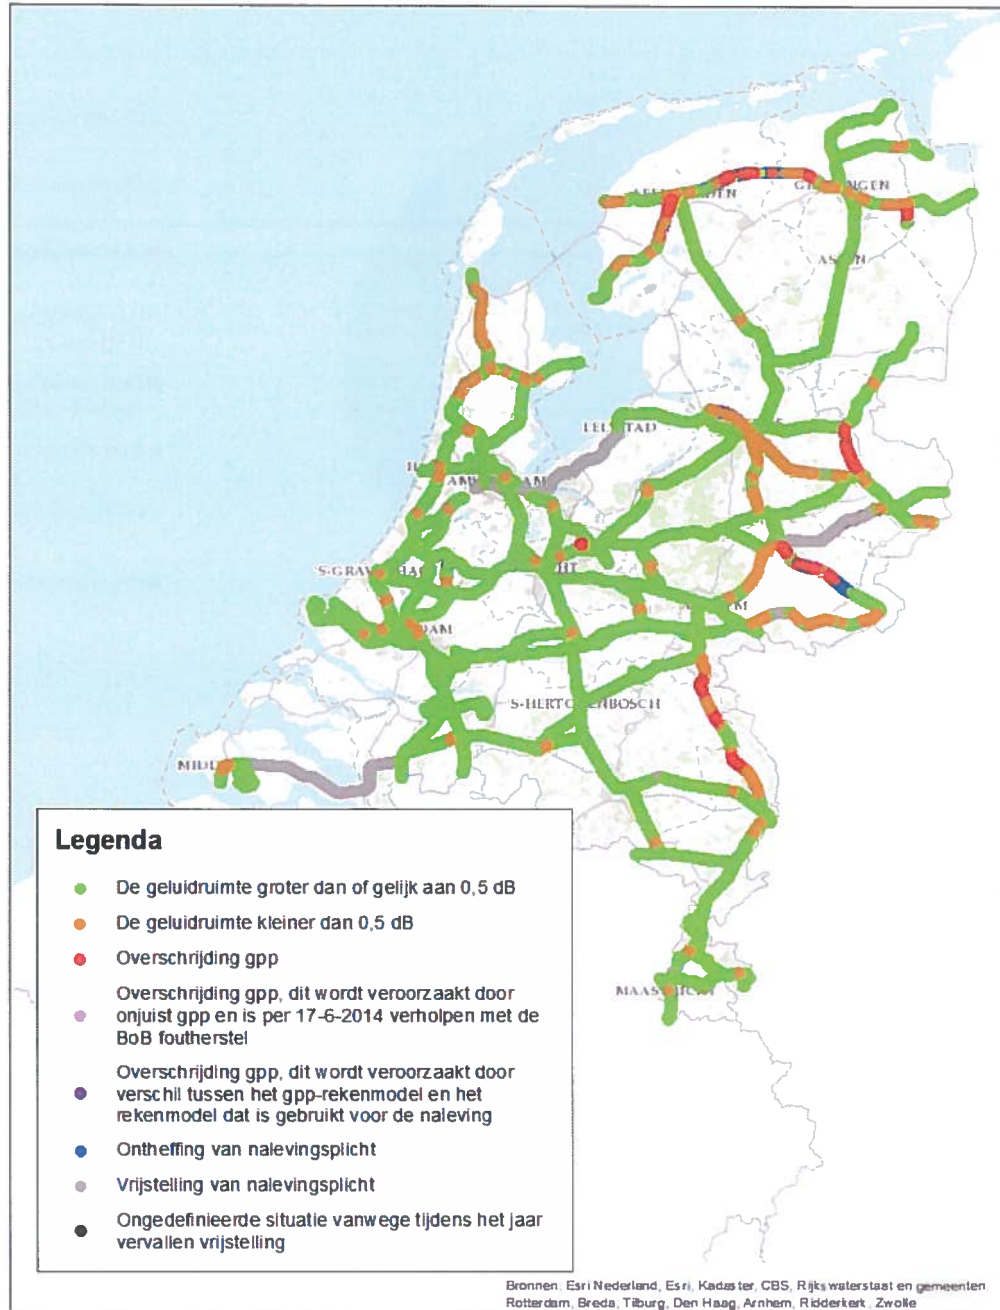 ASSEN
LELYSTAD
S-HERTOGENBOSCH
Legenda
De geluidruimte groter dan of gelijk aan 0,5 dB
De geluidruimte kleiner dan 0,5 dB
Overschrijding gpp
Overschrijding gpp, dit wordt veroorzaakt door
onjuist gpp en is per 17-6-2014 verholpen met de
BoB foutherstel
Overschrijding gpp, dit wordt veroorzaakt door
verschil tussen het gpp-rekenmodel en het
rekenmodel dat is gebruikt voor de naleving
Ontheffing van nalevingsplicht
Vrijstelling van nalevingsplicht
Ongedefinieerde situatie vanwege tijdens het jaar
vervallen vrijstelling
Bronnen: Esri Nederland, Esri, Kadaster, CBS, Rijkswaterstaat en gemeenten
Rotterdam, Breda, Tilburg, Den Haag, Arnhem, Ridderkerk, Zwolle